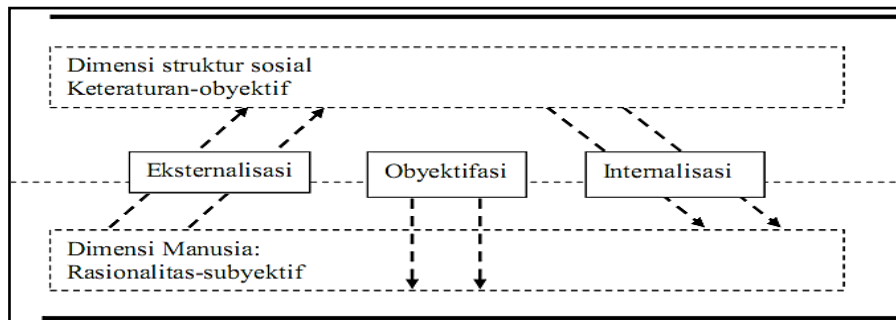 Dimensi struktur sosial
Keteraturan-obyektif
Eksternalisasi
Obyektifasi
Internalisasi
Dimensi Manusia:
Rasionalitas-subyektif